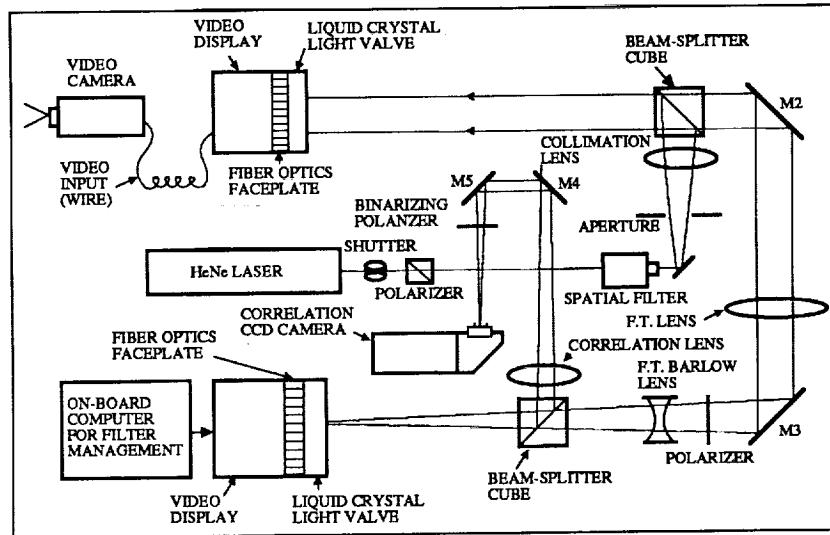 VIDEO
DISPLAY
LIQUID CRYSTAL
LIGHT VALVE
BEAM-SPLITTER
CUBE
VIDEO
CAMERA
M2
COLLIMATION
LENS
VIDEO
INPUT
(WIRE)
FIBER OPTICS
FACEPLATE
M5
M4
BINARIZING
POLANZER
APERTURE
SHUTTER
HeNe LASER
POLARIZER
SPATIAL FILTER
CORRELATION
CCD CAMERA
F.T. LENS
FIBER OPTICS
FACEPLATE
CORRELATION LENS
F.T. BARLOW
LENS
ON-BOARD
COMPUTER
FOR FILTER
MANAGEMENT
M3
POLARIZER
BEAM-SPLITTER
CUBE
VIDEO
DISPLAY
LIQUID CRYSTAL
LIGHT VALVE